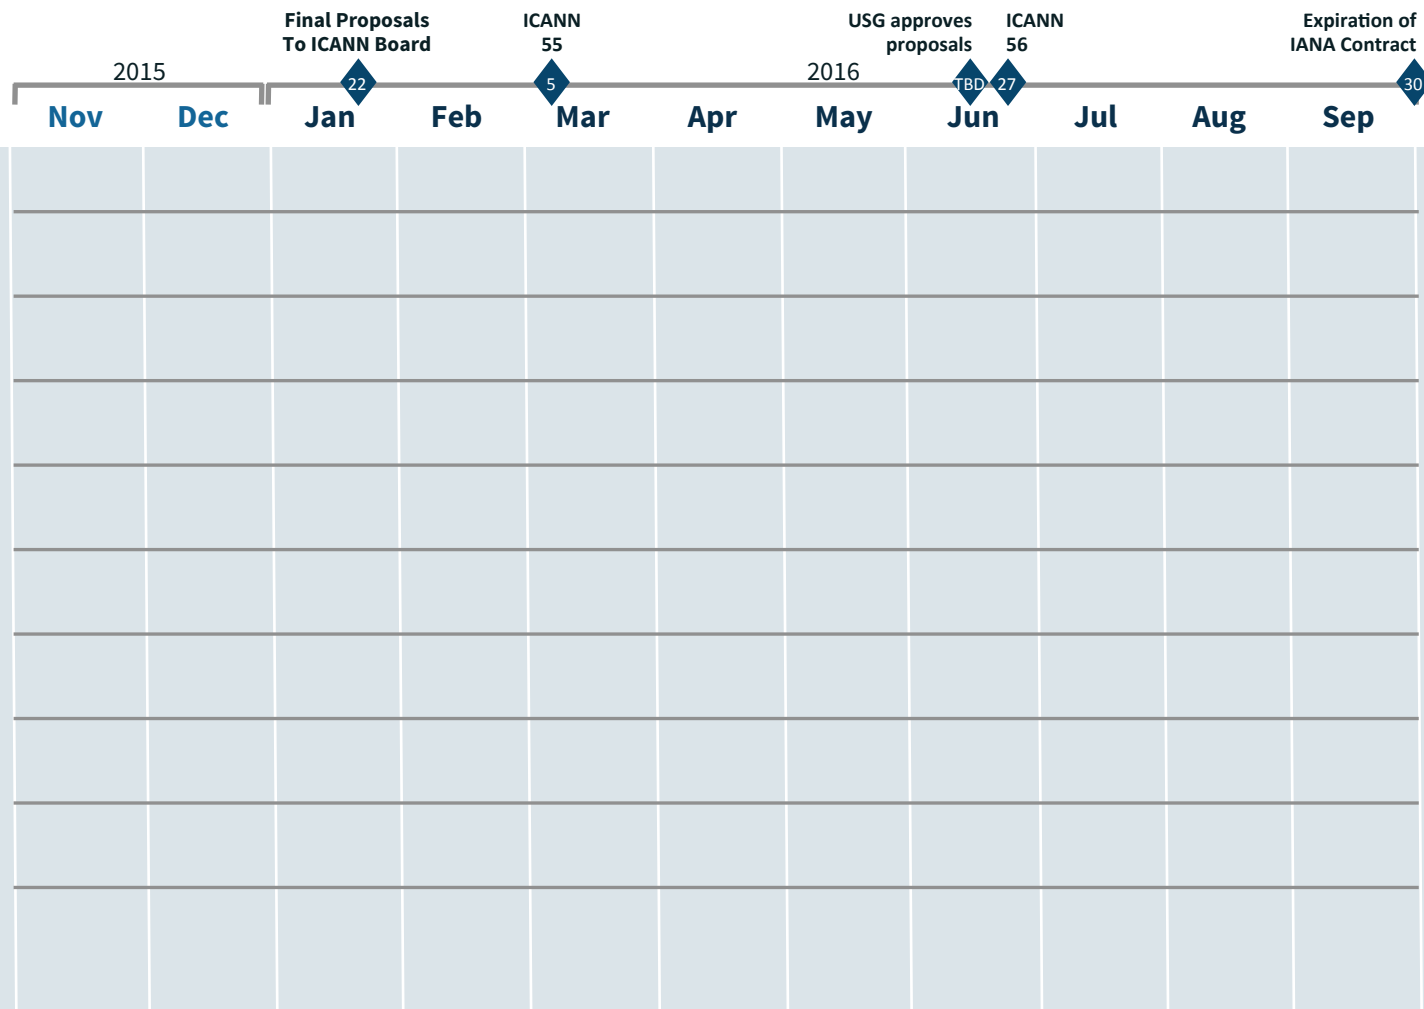 Final Proposals
To ICANN Board
ICANN
55
USG approves
proposals
ICANN
56
Expiration of
IANA Contract
2015
2016
22
5
TBD
27
30
Nov Dec Jan Feb Mar Apr May Jun Jul Aug Sep